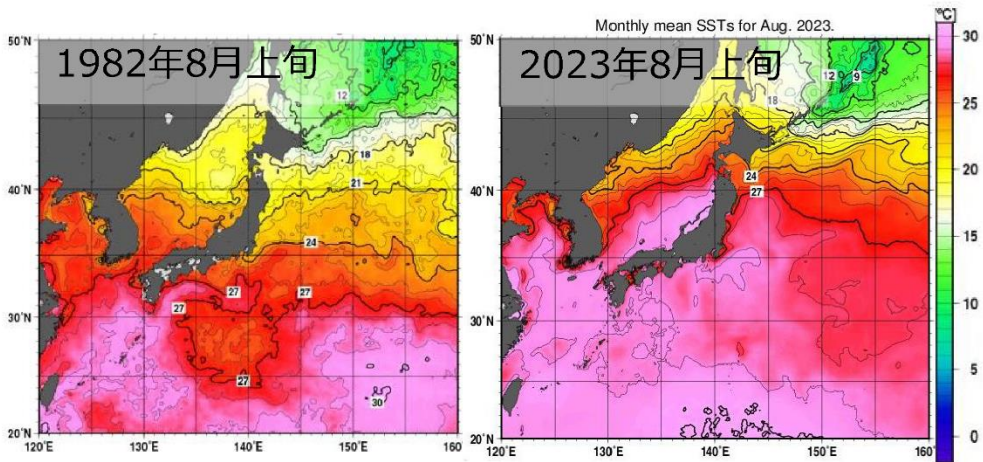 Monthly mean SSTs for Aug. 2023.
°C
1982年8月上旬
2023年8月上旬
50°N
40°N
30°N
20°N
120°E
130°E
140°E
150°E
160°E
12
18
21
24
27
27
27
27
30
50°N
40°N
30°N
20°N
120°E
130°E
140°E
150°E
160°E
12
9
18
24
27
30
25
20
15
10
5
0